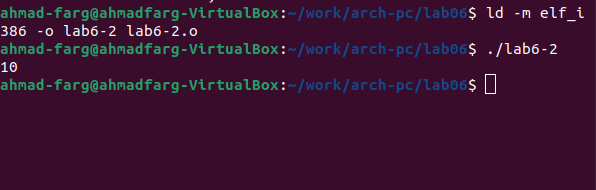 ahmad-farg@ahmadfarg-VirtualBox:~/work/arch-pc/lab06$ ld -m elf_i
386 -o lab6-2 lab6-2.o
ahmad-farg@ahmadfarg-VirtualBox:~/work/arch-pc/lab06$ ./lab6-2
10
ahmad-farg@ahmadfarg-VirtualBox:~/work/arch-pc/lab06$